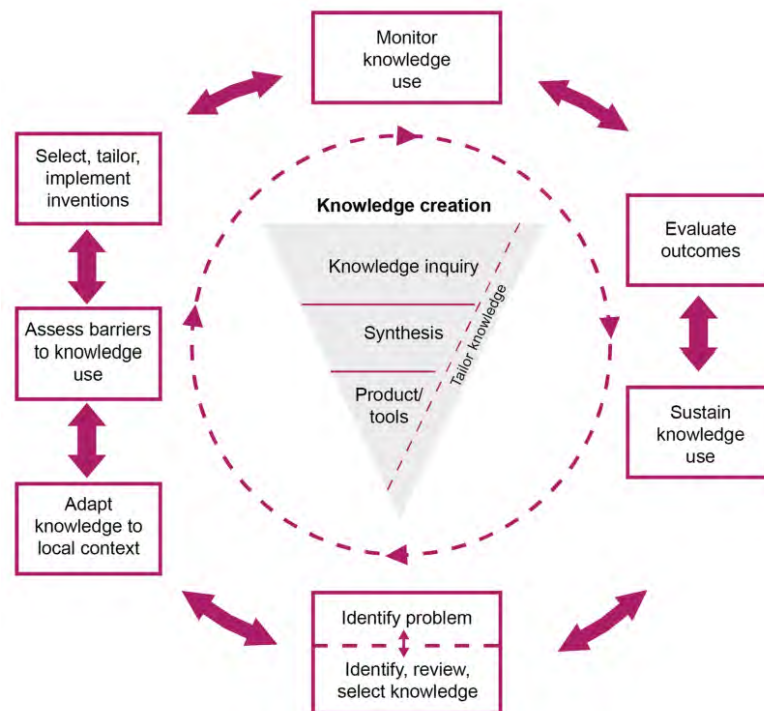 Monitor
knowledge
use
Select, tailor,
implement
inventions
Knowledge creation
Evaluate
outcomes
Knowledge inquiry
Synthesis
Tailor knowledge
Assess barriers
to knowledge
use
Product/
tools
Sustain
knowledge
use
Adapt
knowledge to
local context
Identify problem
Identify, review,
select knowledge